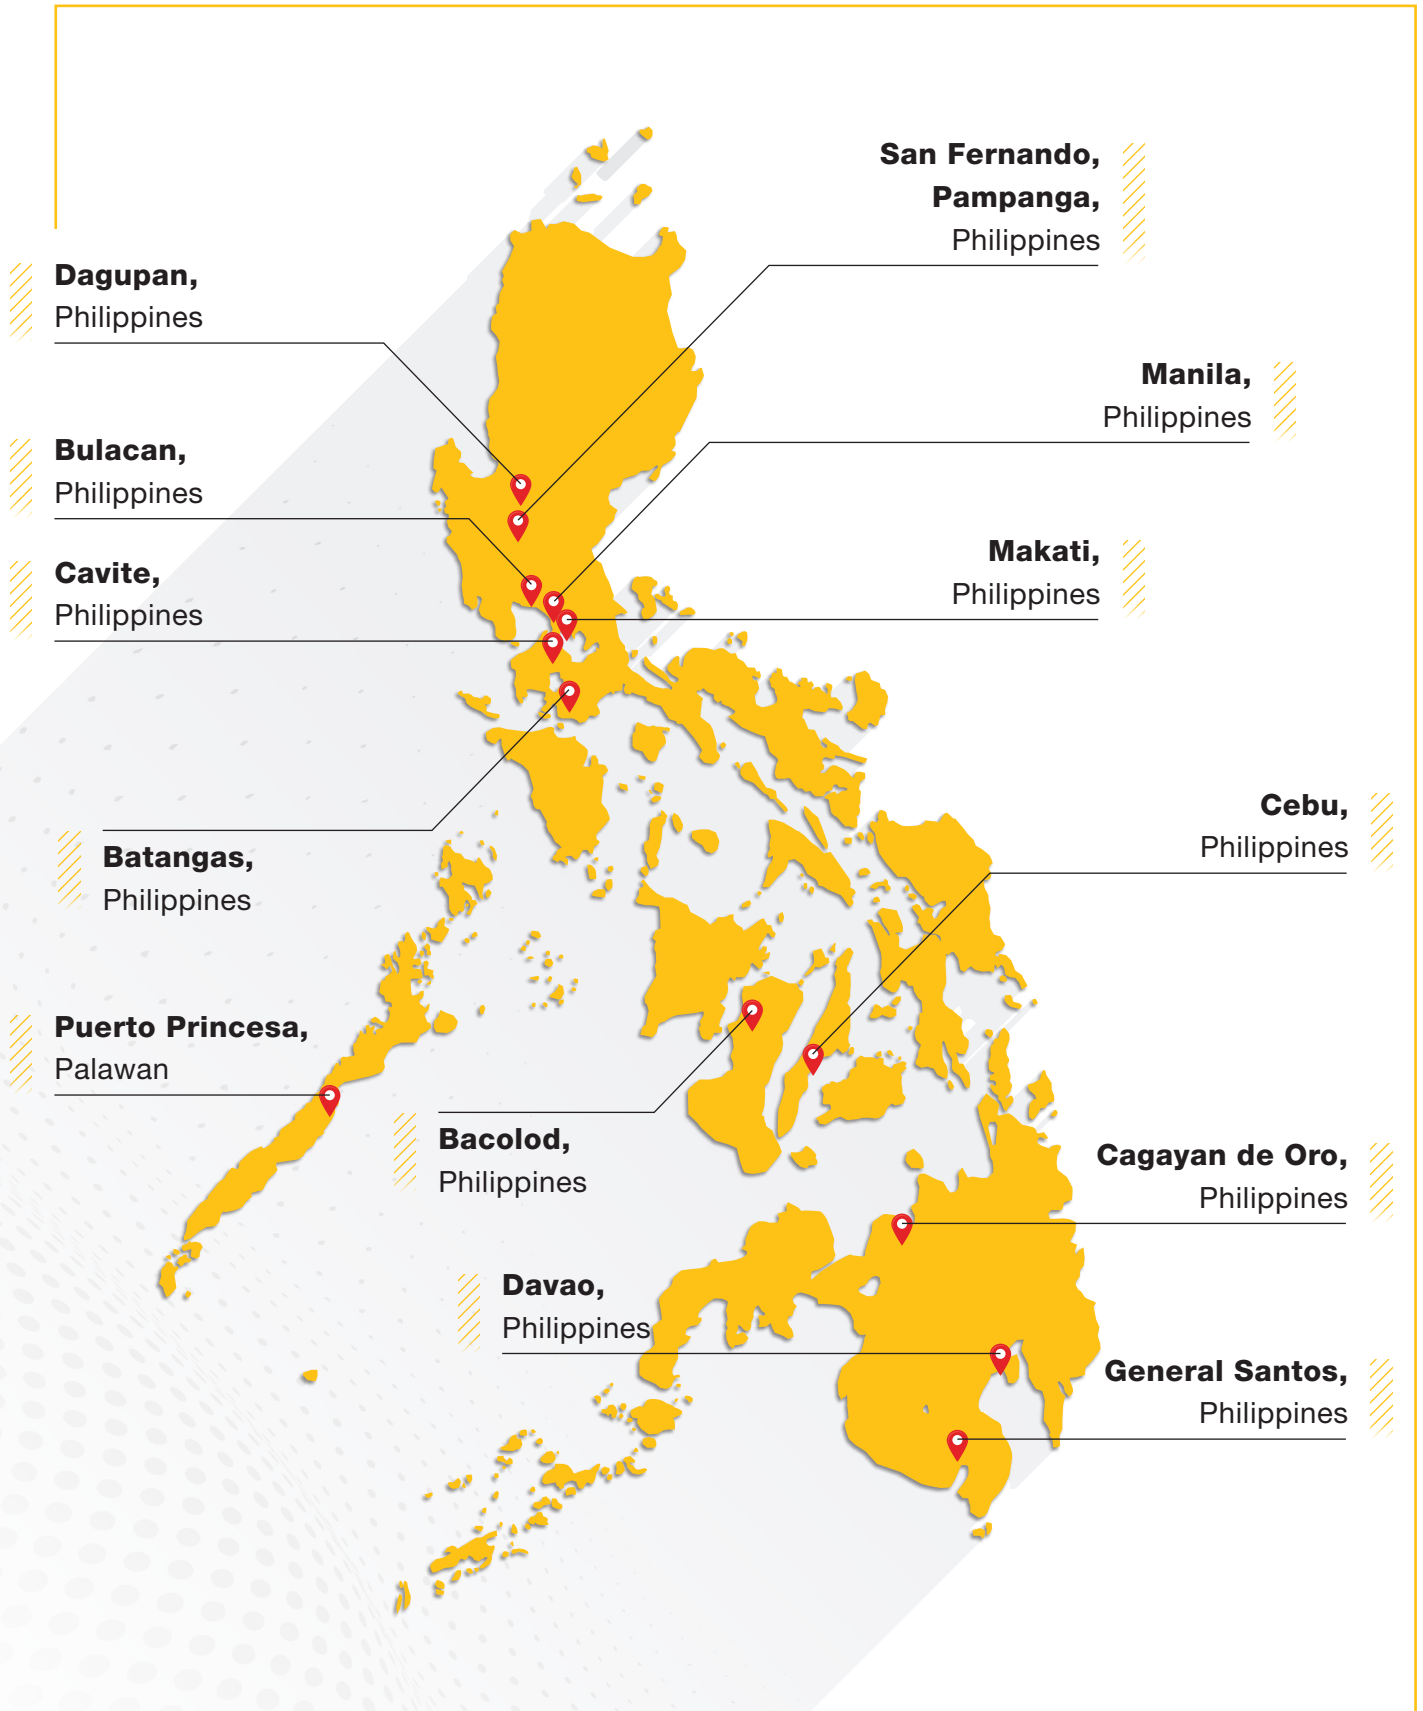 San Fernando,
Pampanga,
Philippines
Dagupan,
Philippines
Manila,
Philippines
Bulacan,
Philippines
Makati,
Philippines
Cavite,
Philippines
Cebu,
Philippines
Batangas,
Philippines
Puerto Princesa,
Palawan
Bacolod,
Philippines
Cagayan de Oro,
Philippines
Davao,
Philippines
General Santos,
Philippines